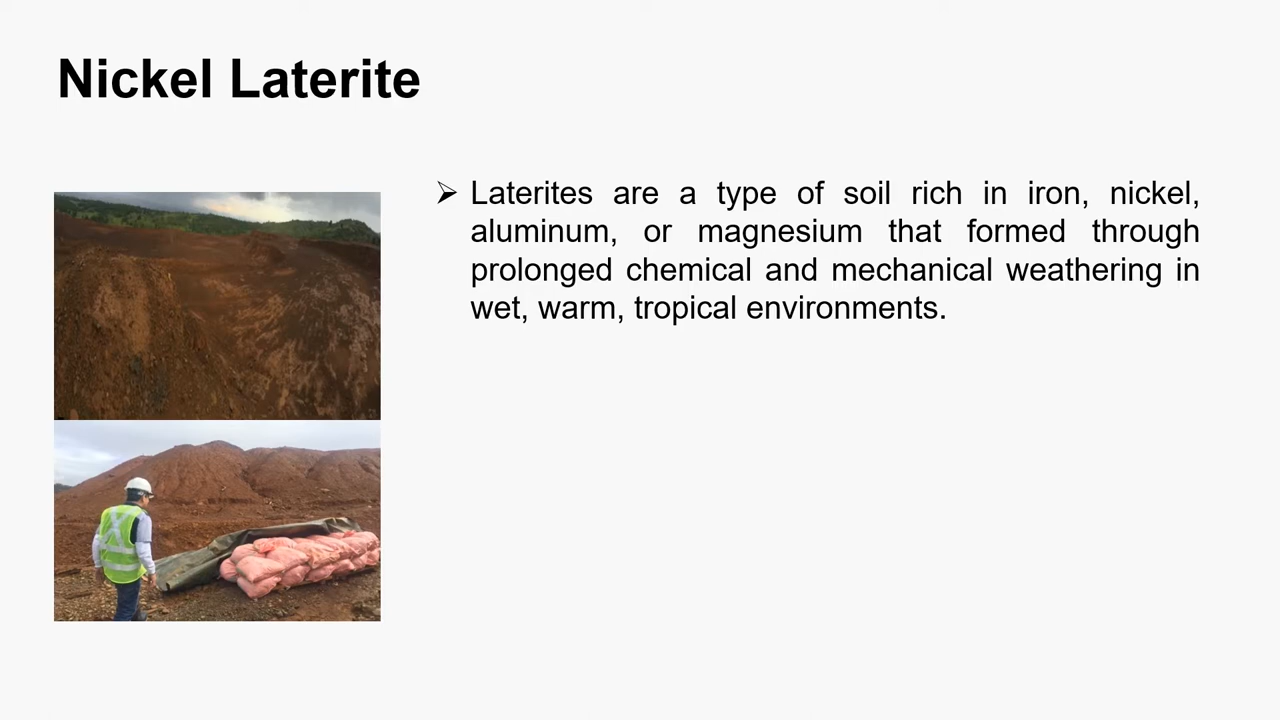 Nickel Laterite
➢ Laterites are a type of soil rich in iron, nickel,
aluminum, or magnesium that formed through
prolonged chemical and mechanical weathering in
wet, warm, tropical environments.